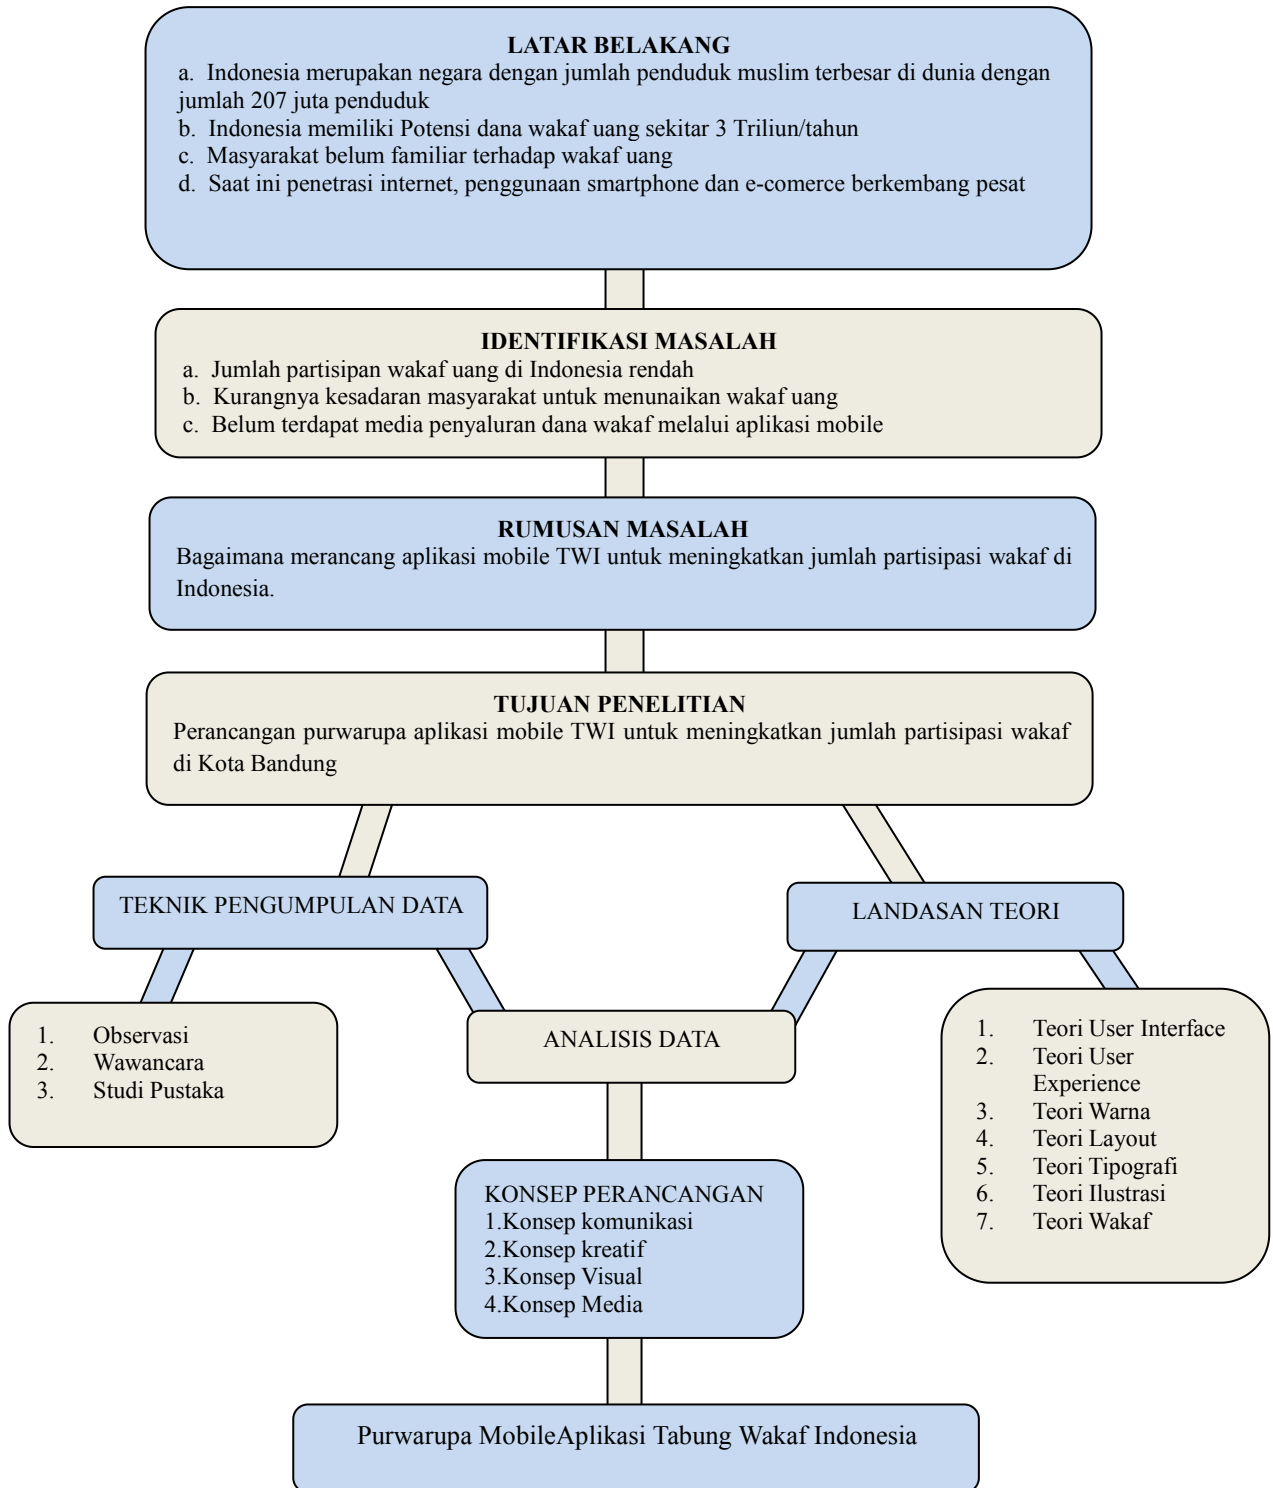 LATAR BELAKANG
a. Indonesia merupakan negara dengan jumlah penduduk muslim terbesar di dunia dengan
jumlah 207 juta penduduk
b. Indonesia memiliki Potensi dana wakaf uang sekitar 3 Triliun/tahun
c. Masyarakat belum familiar terhadap wakaf uang
d. Saat ini penetrasi internet, penggunaan smartphone dan e-comerce berkembang pesat
IDENTIFIKASI MASALAH
a. Jumlah partisipan wakaf uang di Indonesia rendah
b. Kurangnya kesadaran masyarakat untuk menunaikan wakaf uang
c. Belum terdapat media penyaluran dana wakaf melalui aplikasi mobile
RUMUSAN MASALAH
Bagaimana merancang aplikasi mobile TWI untuk meningkatkan jumlah partisipasi wakaf di
Indonesia.
TUJUAN PENELITIAN
Perancangan purwarupa aplikasi mobile TWI untuk meningkatkan jumlah partisipasi wakaf
di Kota Bandung
TEKNIK PENGUMPULAN DATA
LANDASAN TEORI
1. Observasi
2. Wawancara
3. Studi Pustaka
ANALISIS DATA
1. Teori User Interface
2. Teori User
Experience
3. Teori Warna
4. Teori Layout
5. Teori Tipografi
6. Teori Ilustrasi
7. Teori Wakaf
KONSEP PERANCANGAN
1.Konsep komunikasi
2.Konsep kreatif
3.Konsep Visual
4.Konsep Media
Purwarupa MobileAplikasi Tabung Wakaf Indonesia